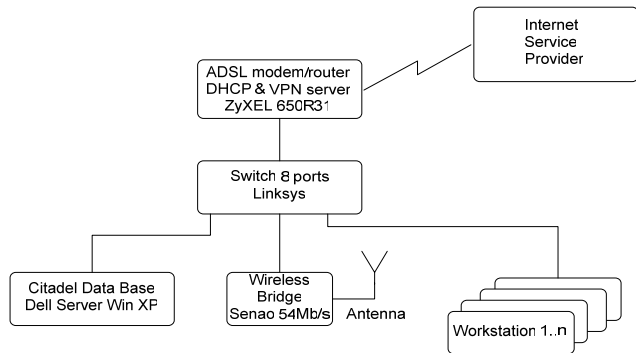 Internet
Service
Provider
ADSL modem/router
DHCP & VPN server
ZyXEL 650R31
Switch 8 ports
Linksys
Citadel Data Base
Dell Server Win XP
Wireless
Bridge
Senao 54Mb/s
Antenna
Workstation 1..n